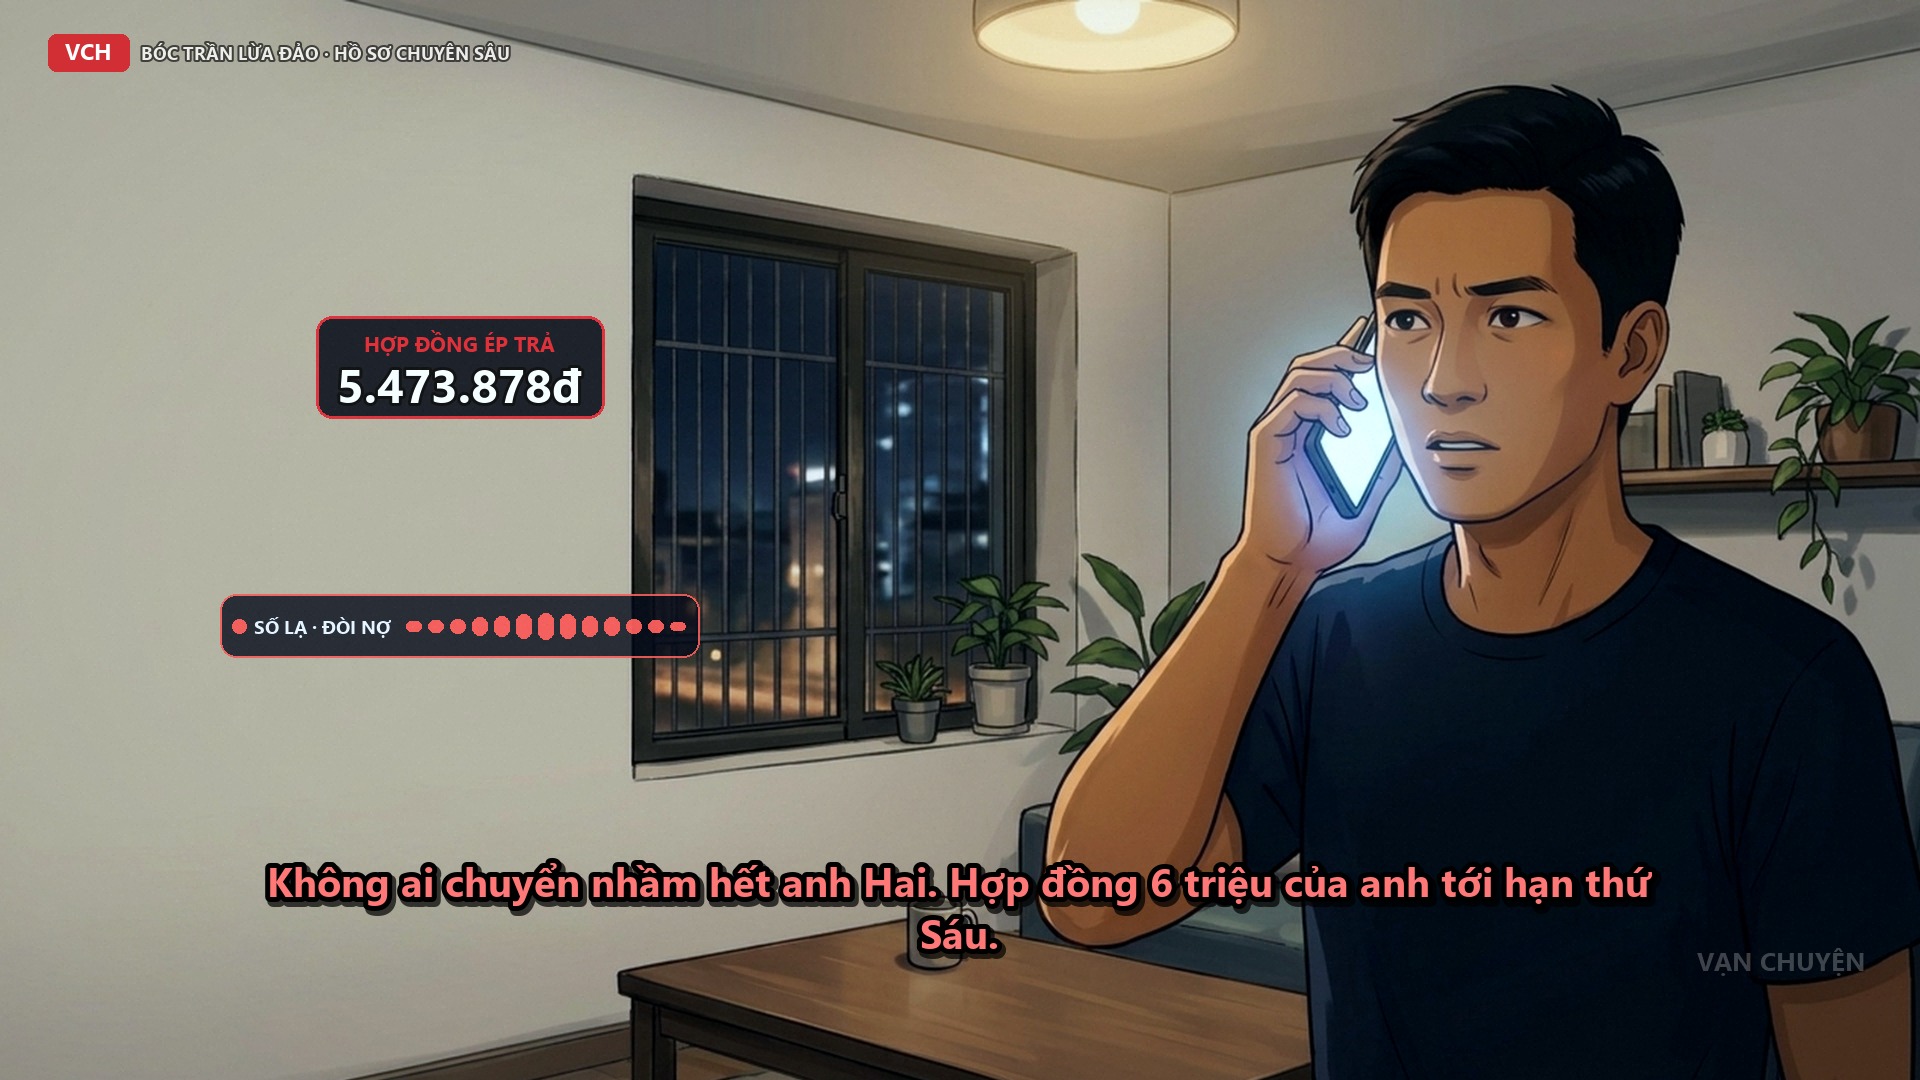 VCH BÓC TRẦN LỪA ĐẢO · HỒ SƠ CHUYÊN SÂU
HỢP ĐỒNG ÉP TRẢ
5.473.878đ
SỐ LẠ · ĐÒI NỢ
Không ai chuyển nhầm hết anh Hai. Hợp đồng 6 triệu của anh tới hạn thứ
Sáu.
VẠN CHUYỆN